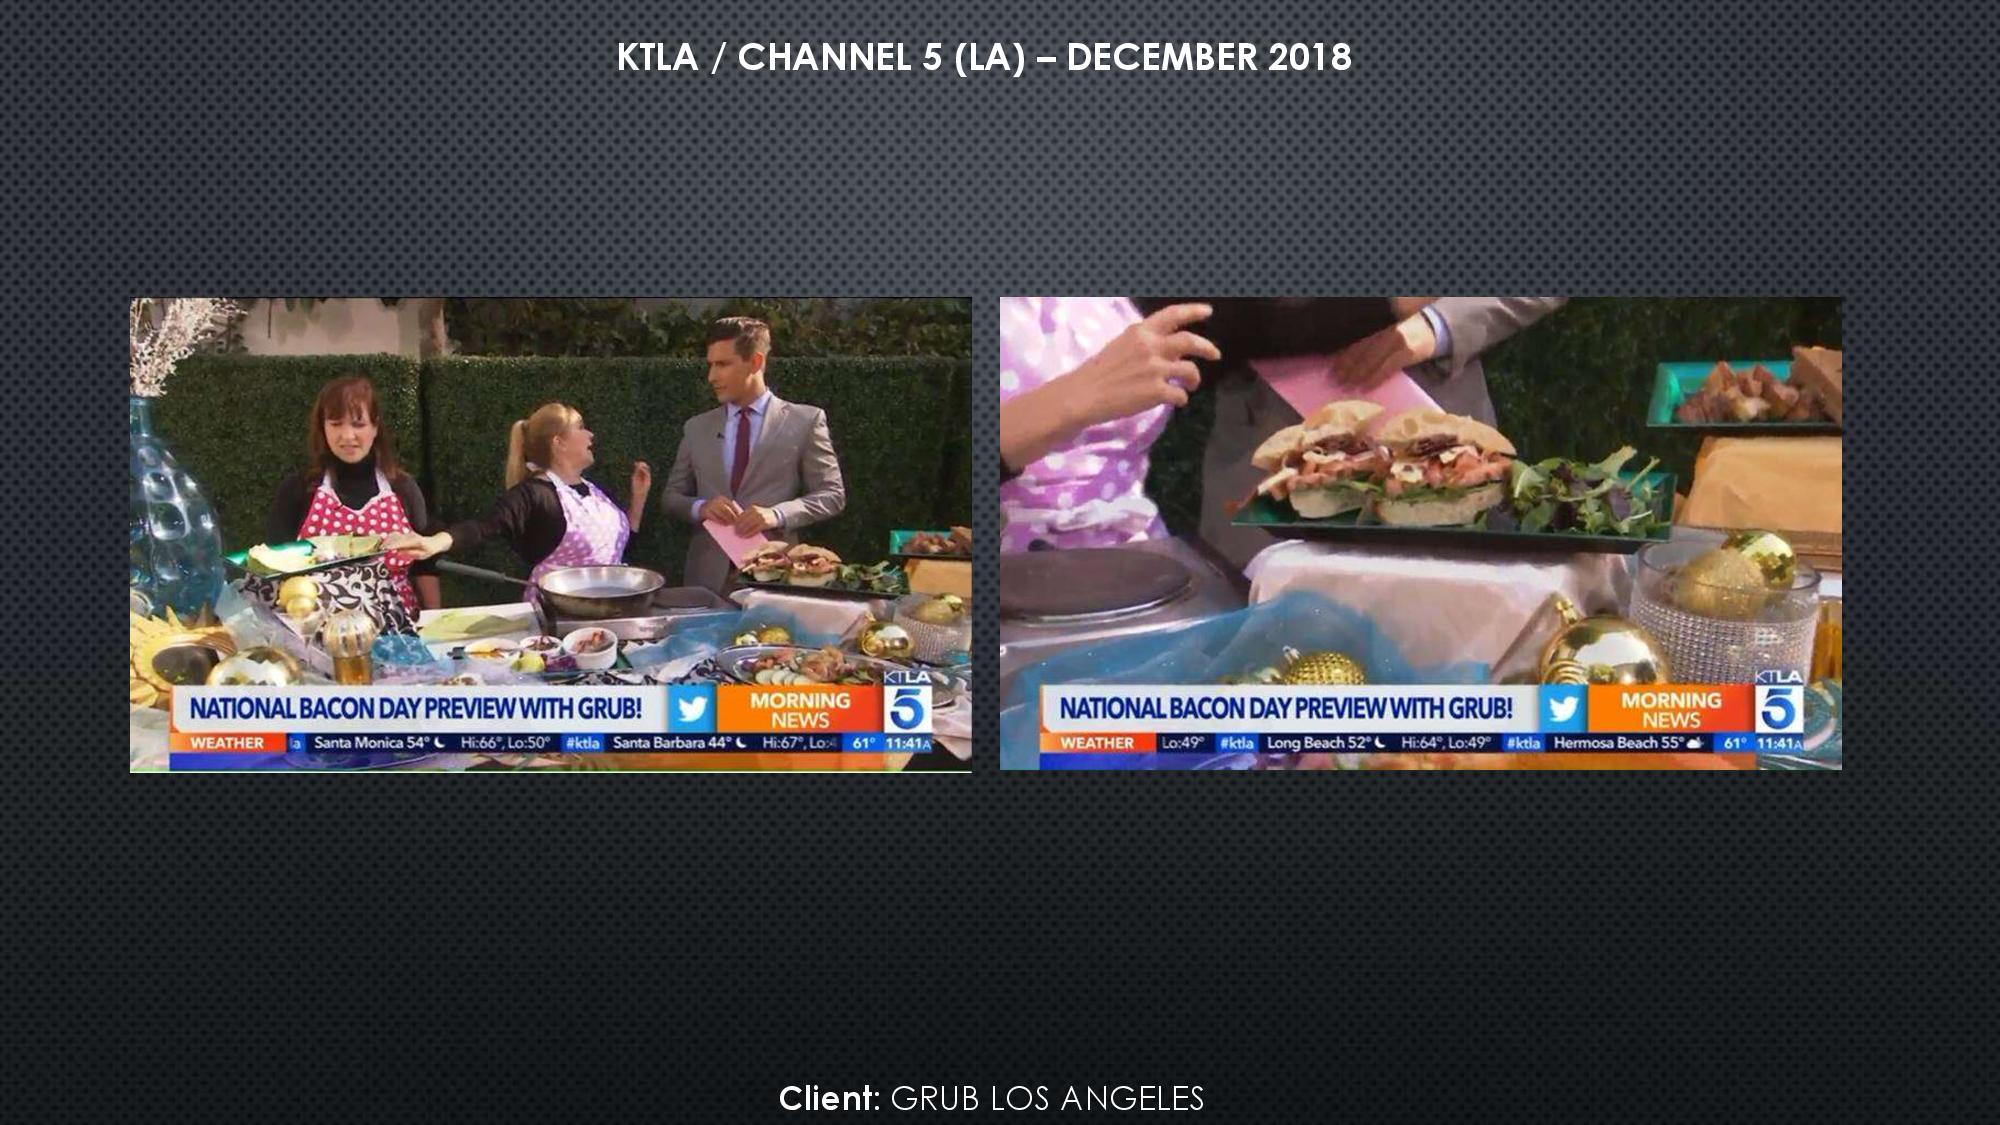 KTLA / CHANNEL 5 (LA) – DECEMBER 2018
NATIONAL BACON DAY PREVIEW WITH GRUB!
MORNING
NEWS
KTLA
5
WEATHER
Santa Monica 54° Hi:66°, Lo:50° #ktla Santa Barbara 44° Hi:67°, Lo: 61° 11:41A
NATIONAL BACON DAY PREVIEW WITH GRUB!
MORNING
NEWS
KTLA
5
WEATHER
Lo:49° #ktla Long Beach 52° Hi:64°, Lo:49° #ktla Hermosa Beach 55° 61° 11:41A
Client: GRUB LOS ANGELES